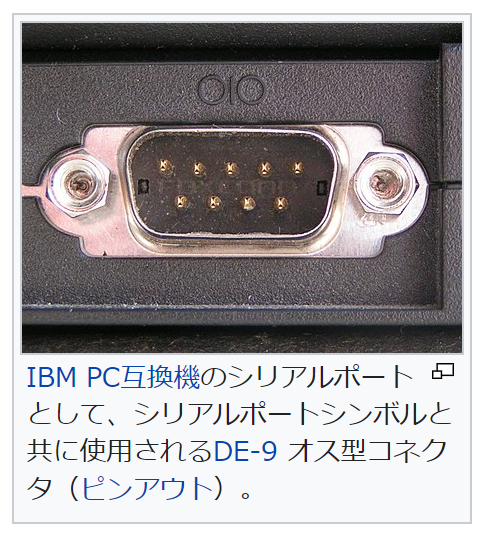 IOIO
IBM PC互換機のシリアルポート
として、シリアルポートシンボルと
共に使用されるDE-9 オス型コネク
タ（ピンアウト）。